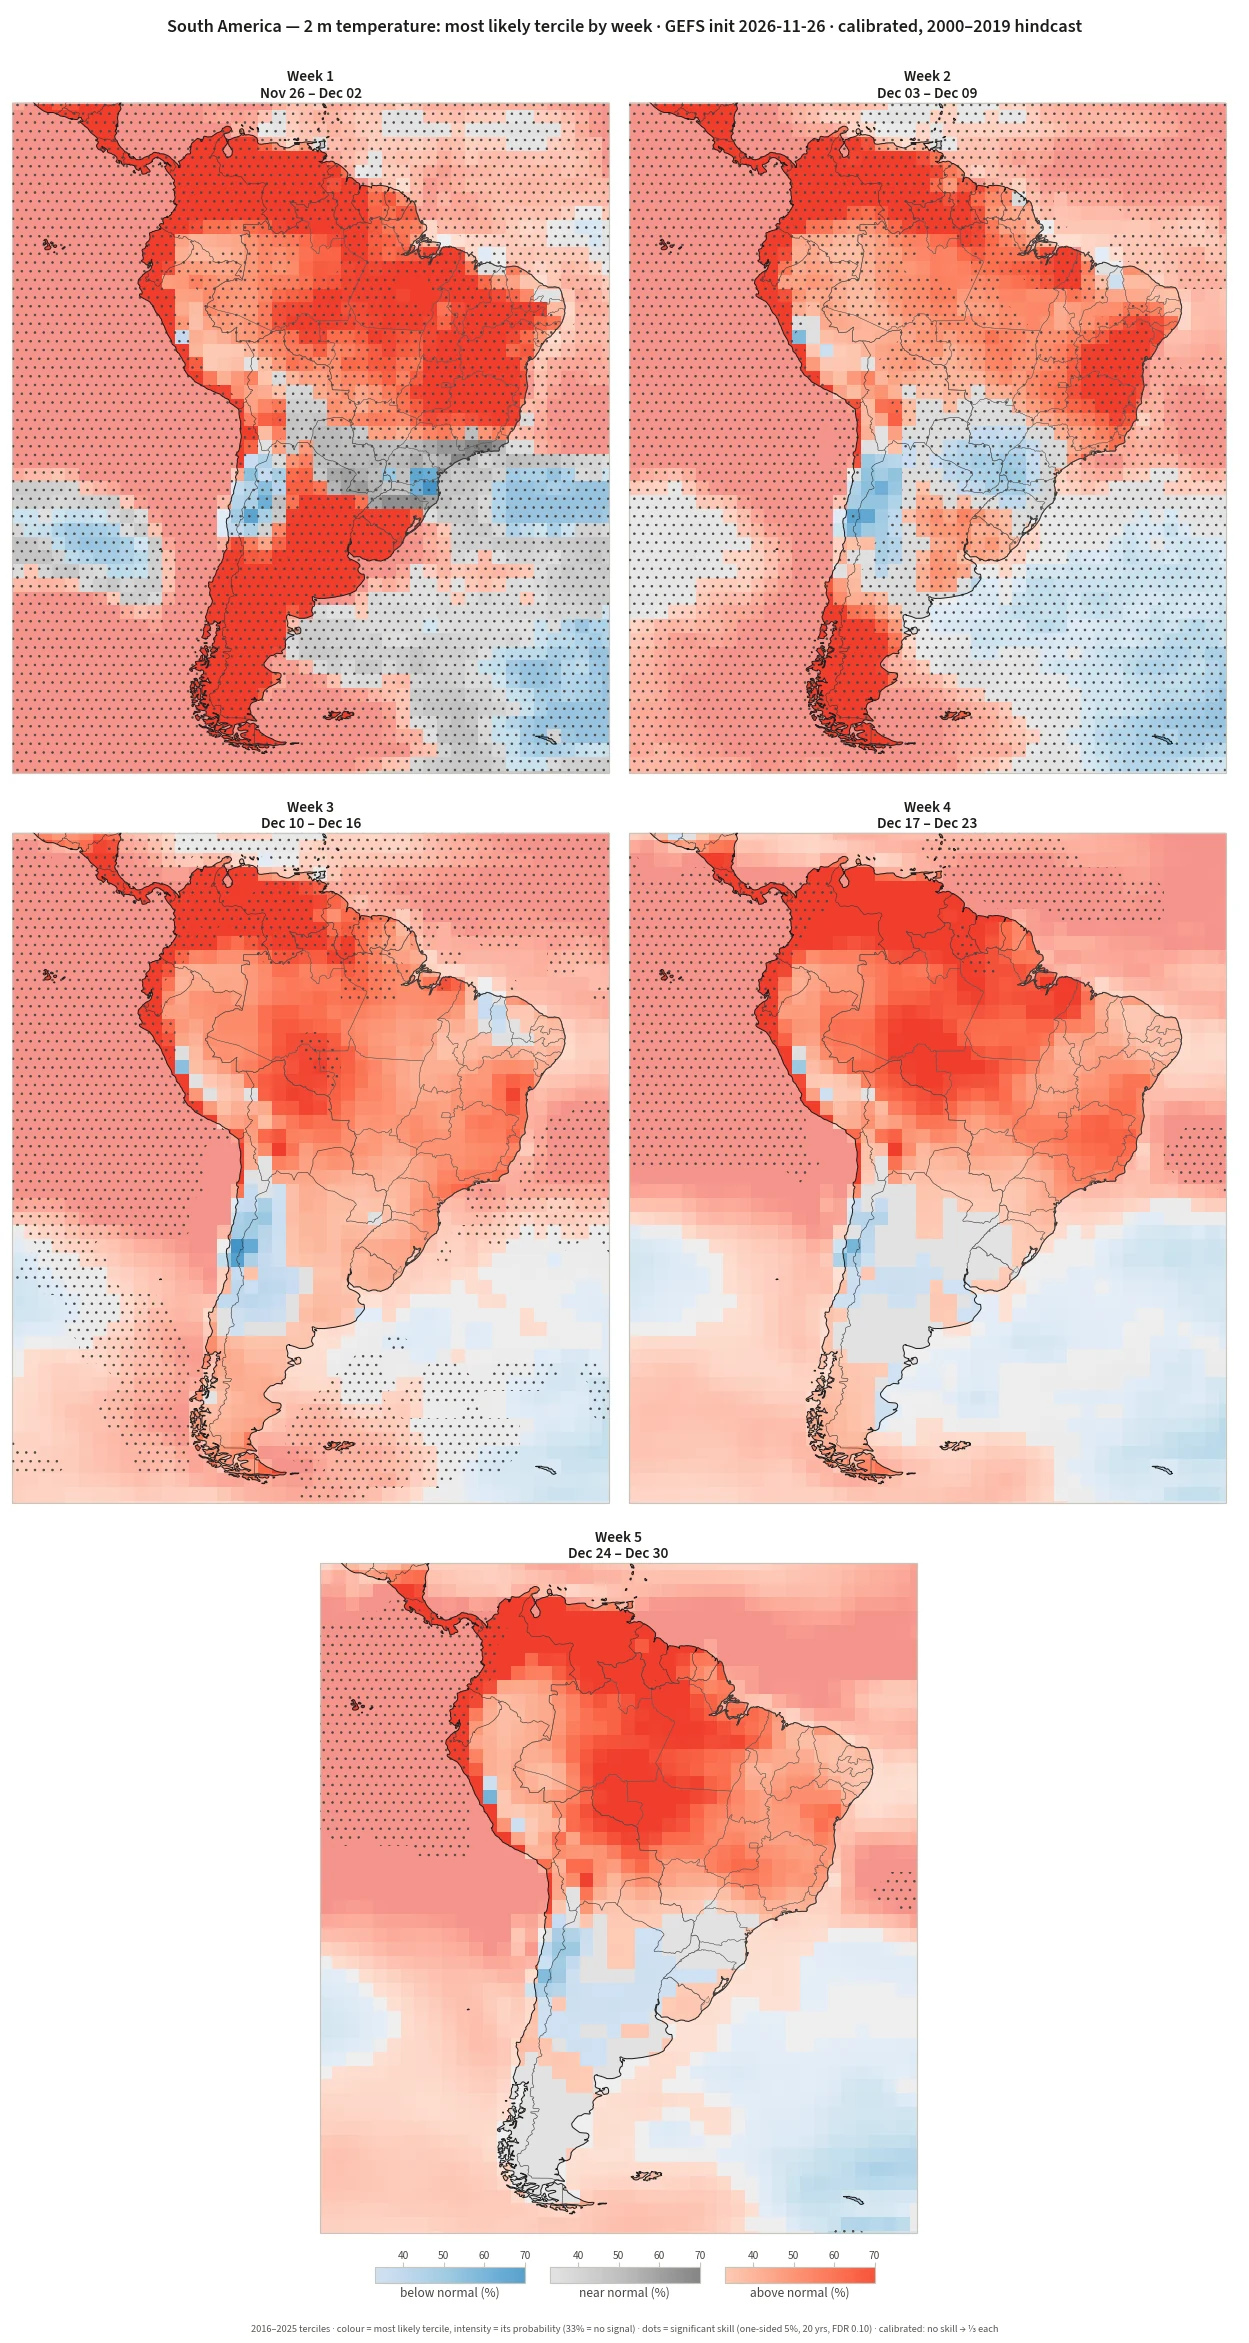 South America — 2 m temperature: most likely tercile by week · GEFS init 2026-11-26 · calibrated, 2000–2019 hindcast
Week 1
Nov 26 – Dec 02
Week 2
Dec 03 – Dec 09
Week 3
Dec 10 – Dec 16
Week 4
Dec 17 – Dec 23
Week 5
Dec 24 – Dec 30
40 50 60 70
below normal (%)
40 50 60 70
near normal (%)
40 50 60 70
above normal (%)
2016–2025 terciles · colour = most likely tercile, intensity = its probability (33% = no signal) · dots = significant skill (one-sided 5%, 20 yrs, FDR 0.10) · calibrated: no skill → ⅓ each